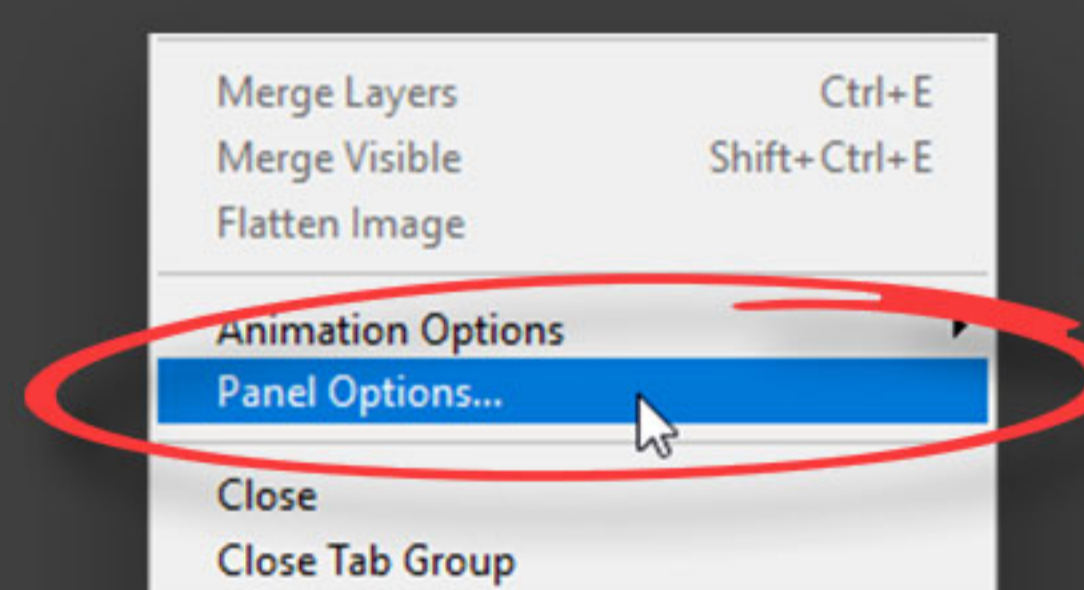 Merge Layers Ctrl+E
Merge Visible Shift+Ctrl+E
Flatten Image
Animation Options
Panel Options...
Close
Close Tab Group